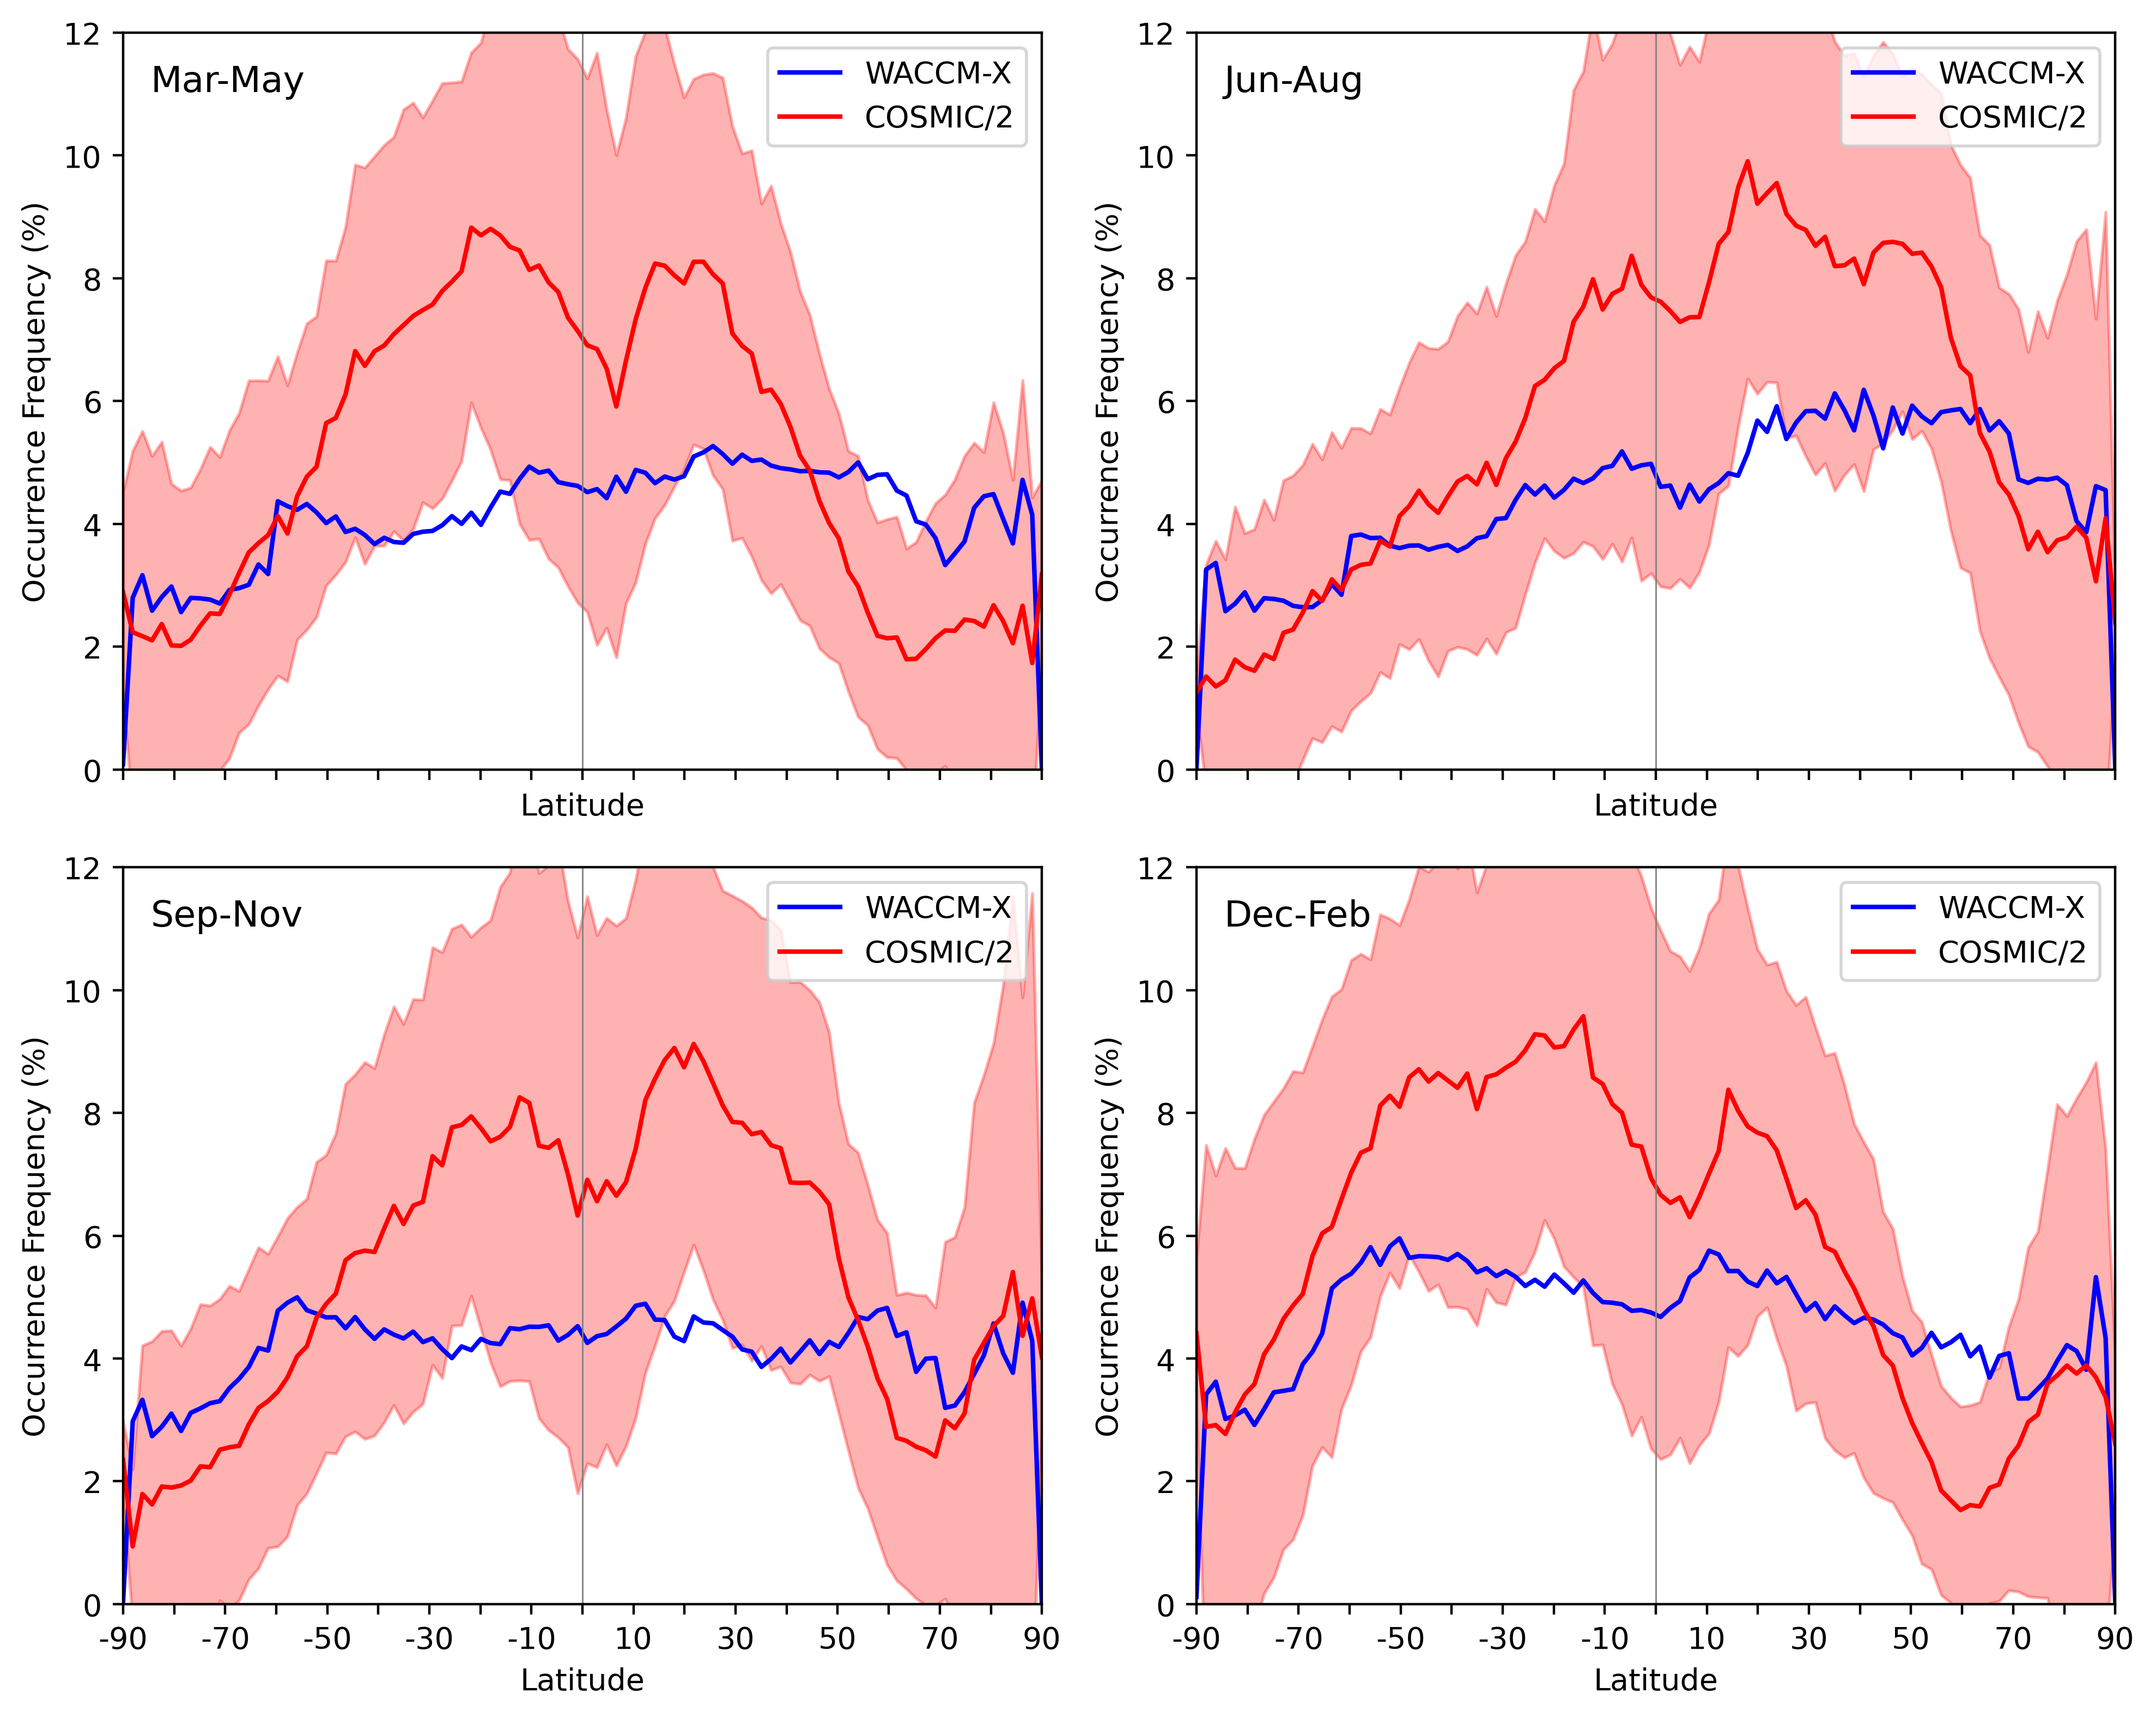 Mar-May
WACCM-X
COSMIC/2
Occurrence Frequency (%)
12
10
8
6
4
2
0
Latitude
Jun-Aug
WACCM-X
COSMIC/2
Occurrence Frequency (%)
12
10
8
6
4
2
0
Latitude
Sep-Nov
WACCM-X
COSMIC/2
Occurrence Frequency (%)
12
10
8
6
4
2
0
-90 -70 -50 -30 -10 10 30 50 70 90
Latitude
Dec-Feb
WACCM-X
COSMIC/2
Occurrence Frequency (%)
12
10
8
6
4
2
0
-90 -70 -50 -30 -10 10 30 50 70 90
Latitude